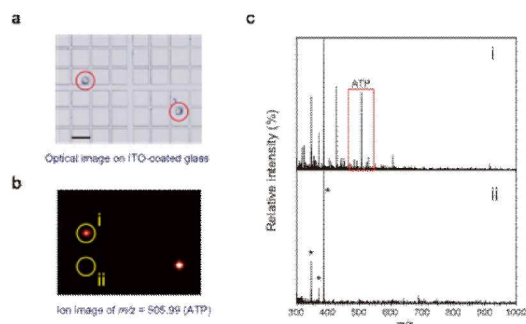 a
Optical image on ITO-coated glass
b
i
ii
Ion image of m/z = 505.99 (ATP)
c
Relative intensity (%)
ATP
i
ii
*
*
*
300 400 500 600 700 800 900 1000
m/z